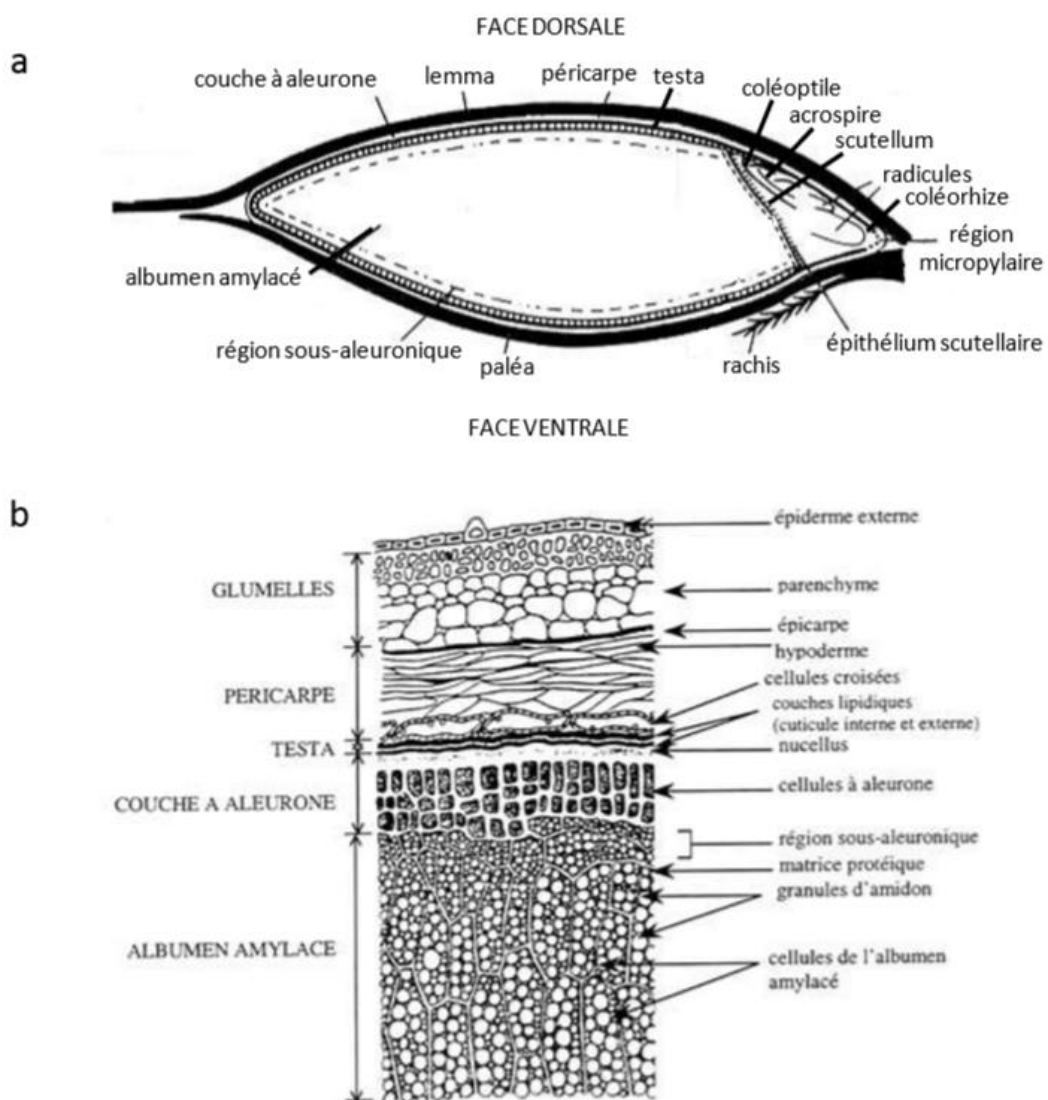 FACE DORSALE
a
couche à aleurone
lemma
péricarpe
testa
coléoptile
acrospire
scutellum
radicules
coléorhize
région
micropylaire
albumen amylacé
région sous-aleuronique
paléa
rachis
épithélium scutellaire
FACE VENTRALE
b
épiderme externe
GLUMELLES
parenchyme
épicarpe
hypoderme
PERICARPE
cellules croisées
couches lipidiques
(cuticule interne et externe)
TESTA
nucellus
COUCHE A ALEURONE
cellules à aleurone
région sous-aleuronique
matrice protéique
granules d'amidon
ALBUMEN AMYLACE
cellules de l'albumen
amylacé